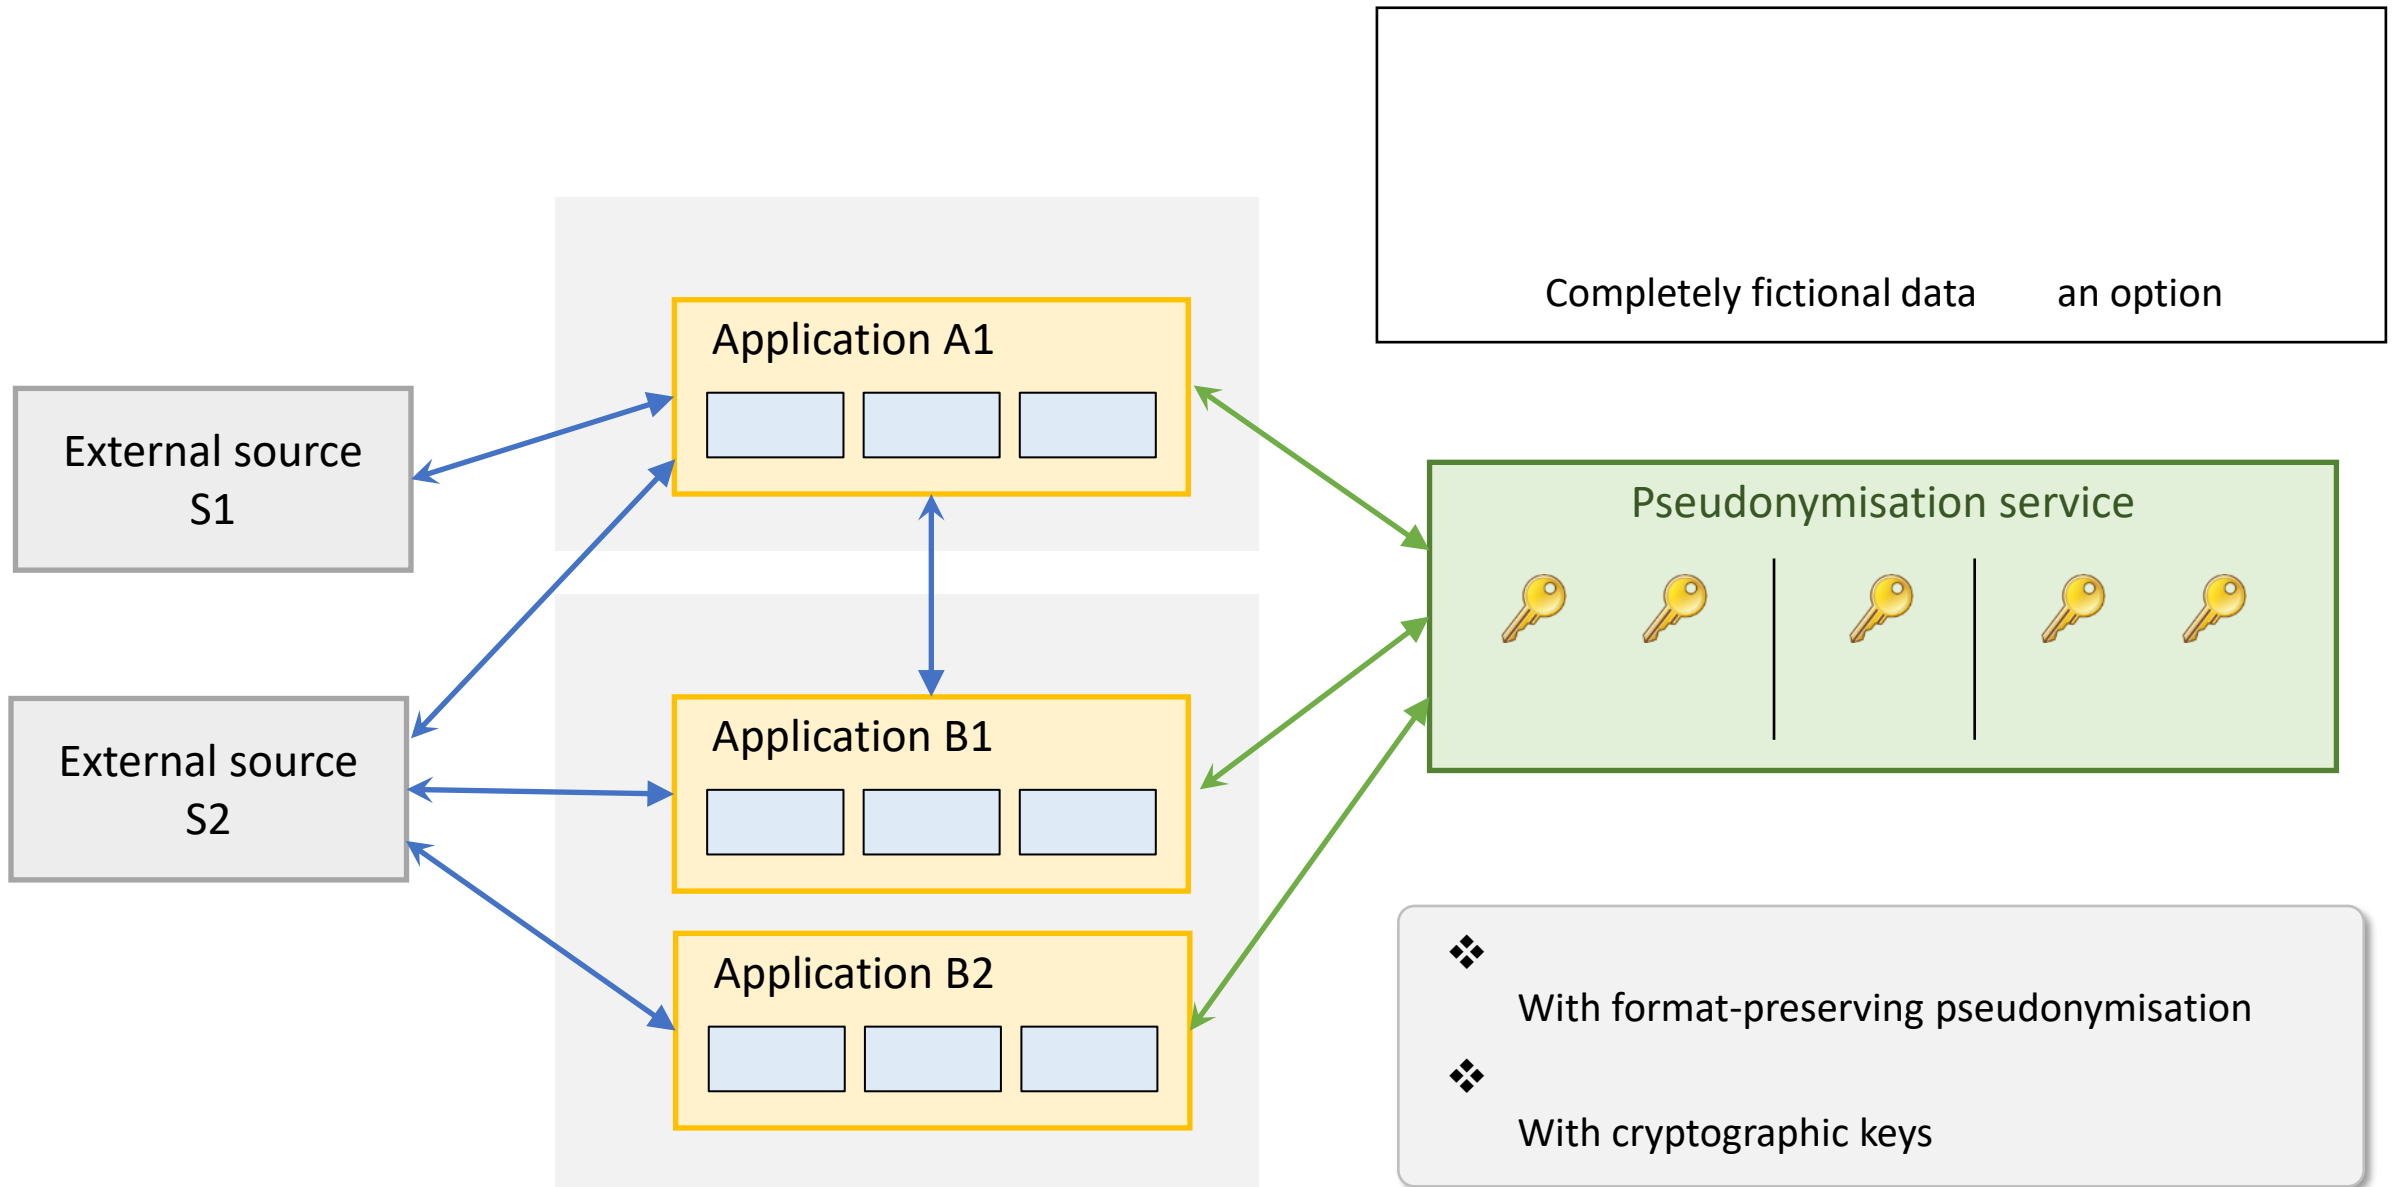 Completely fictional data an option
Application A1
External source
S1
Pseudonymisation service
Application B1
External source
S2
Application B2
With format-preserving pseudonymisation
With cryptographic keys